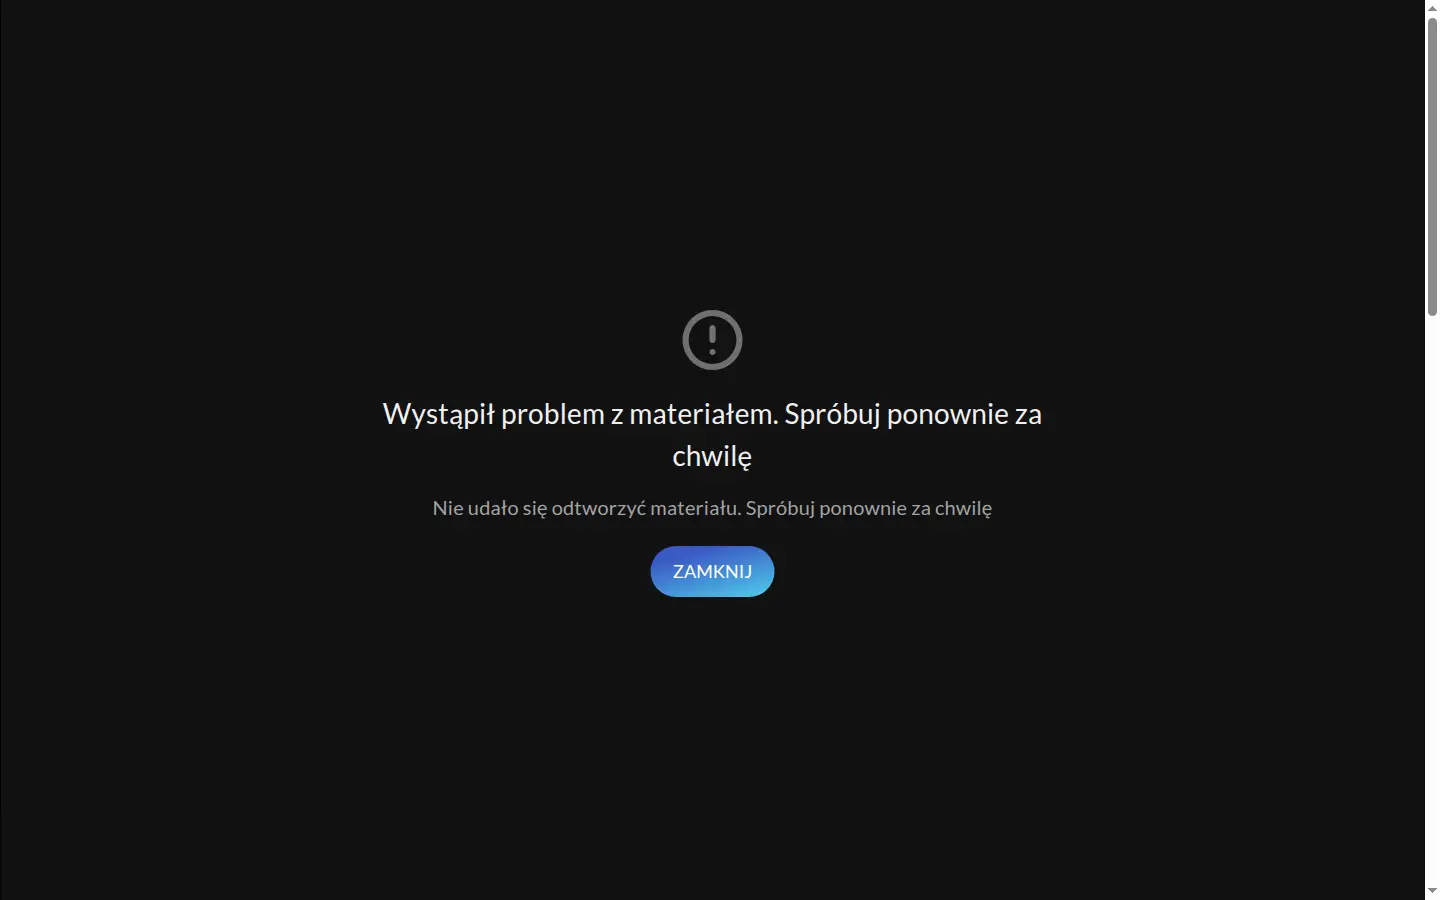 Wystąpił problem z materiałem. Spróbuj ponownie za
chwilę
Nie udało się odtworzyć materiału. Spróbuj ponownie za chwilę
ZAMKNIJ